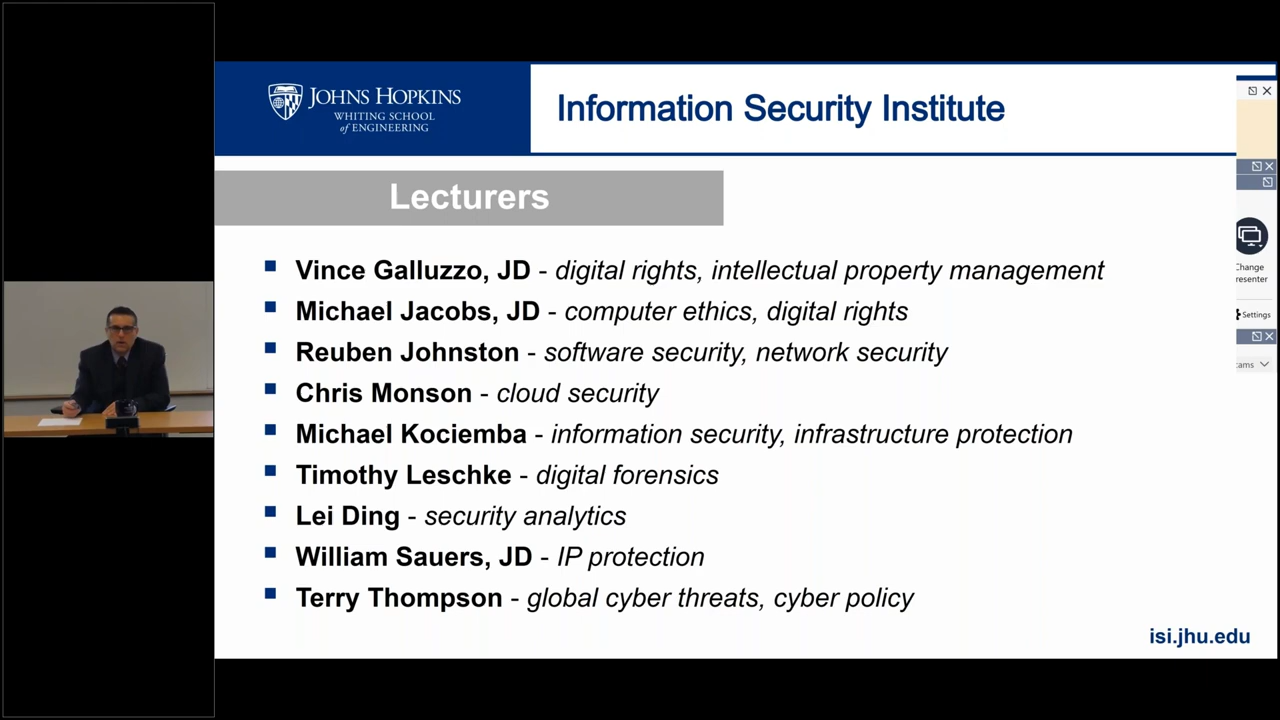 JOHNS HOPKINS
WHITING SCHOOL
of ENGINEERING
Information Security Institute
Lecturers
Vince Galluzzo, JD - digital rights, intellectual property management
Michael Jacobs, JD - computer ethics, digital rights
Reuben Johnston - software security, network security
Chris Monson - cloud security
Michael Kociemba - information security, infrastructure protection
Timothy Leschke - digital forensics
Lei Ding - security analytics
William Sauers, JD - IP protection
Terry Thompson - global cyber threats, cyber policy
isi.jhu.edu
Change
resenter
Settings
ams